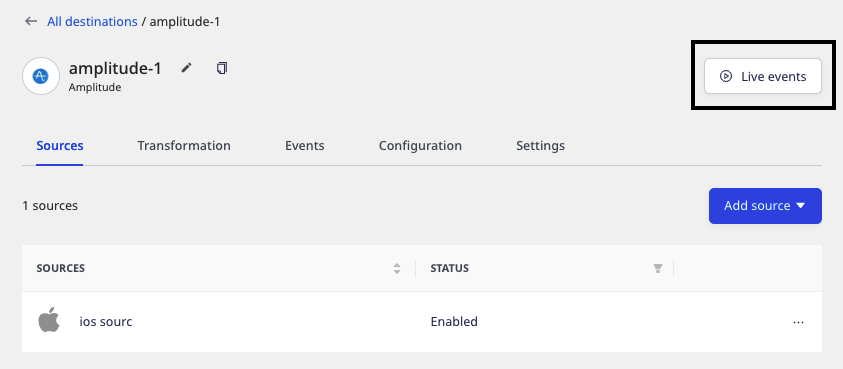 All destinations / amplitude-1
amplitude-1
Amplitude
Live events
Sources Transformation Events Configuration Settings
1 sources
Add source
SOURCES STATUS
ios sourc Enabled